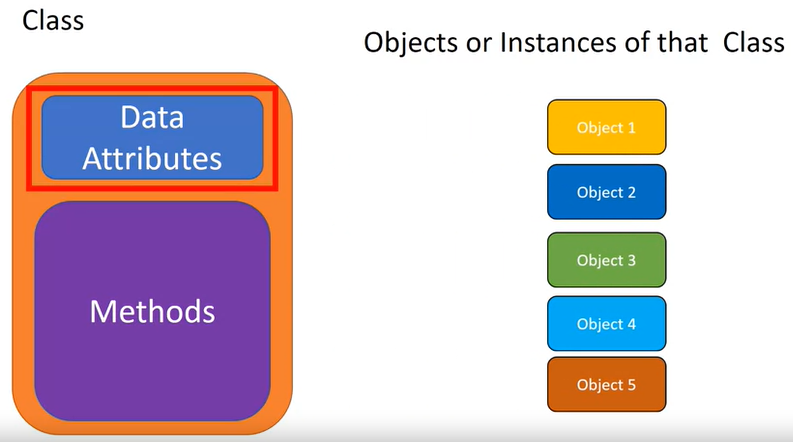 Class
Objects or Instances of that Class
Data
Attributes
Methods
Object 1
Object 2
Object 3
Object 4
Object 5